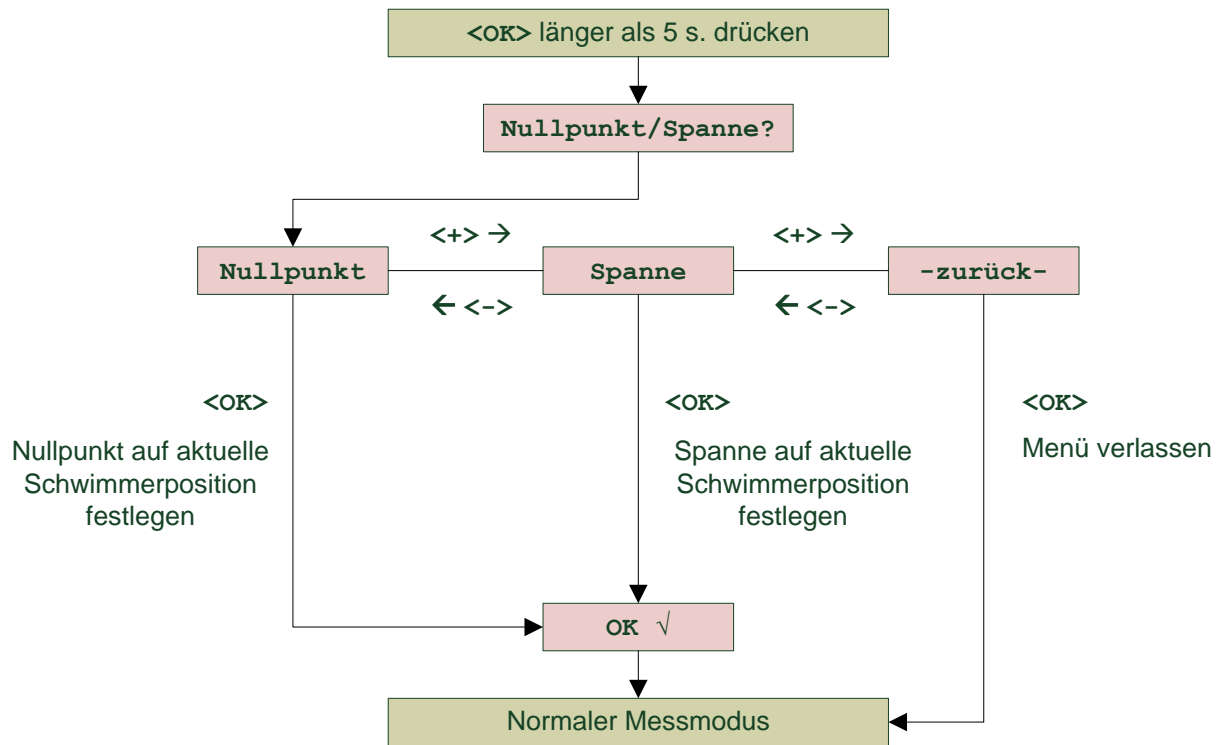 <OK> länger als 5 s. drücken
Nullpunkt/Spanne?
<+> →
<+> →
Nullpunkt
Spanne
-zurück-
← <->
← <->
<OK>
Nullpunkt auf aktuelle
Schwimmerposition
festlegen
<OK>
Spanne auf aktuelle
Schwimmerposition
festlegen
<OK>
Menü verlassen
OK √
Normaler Messmodus